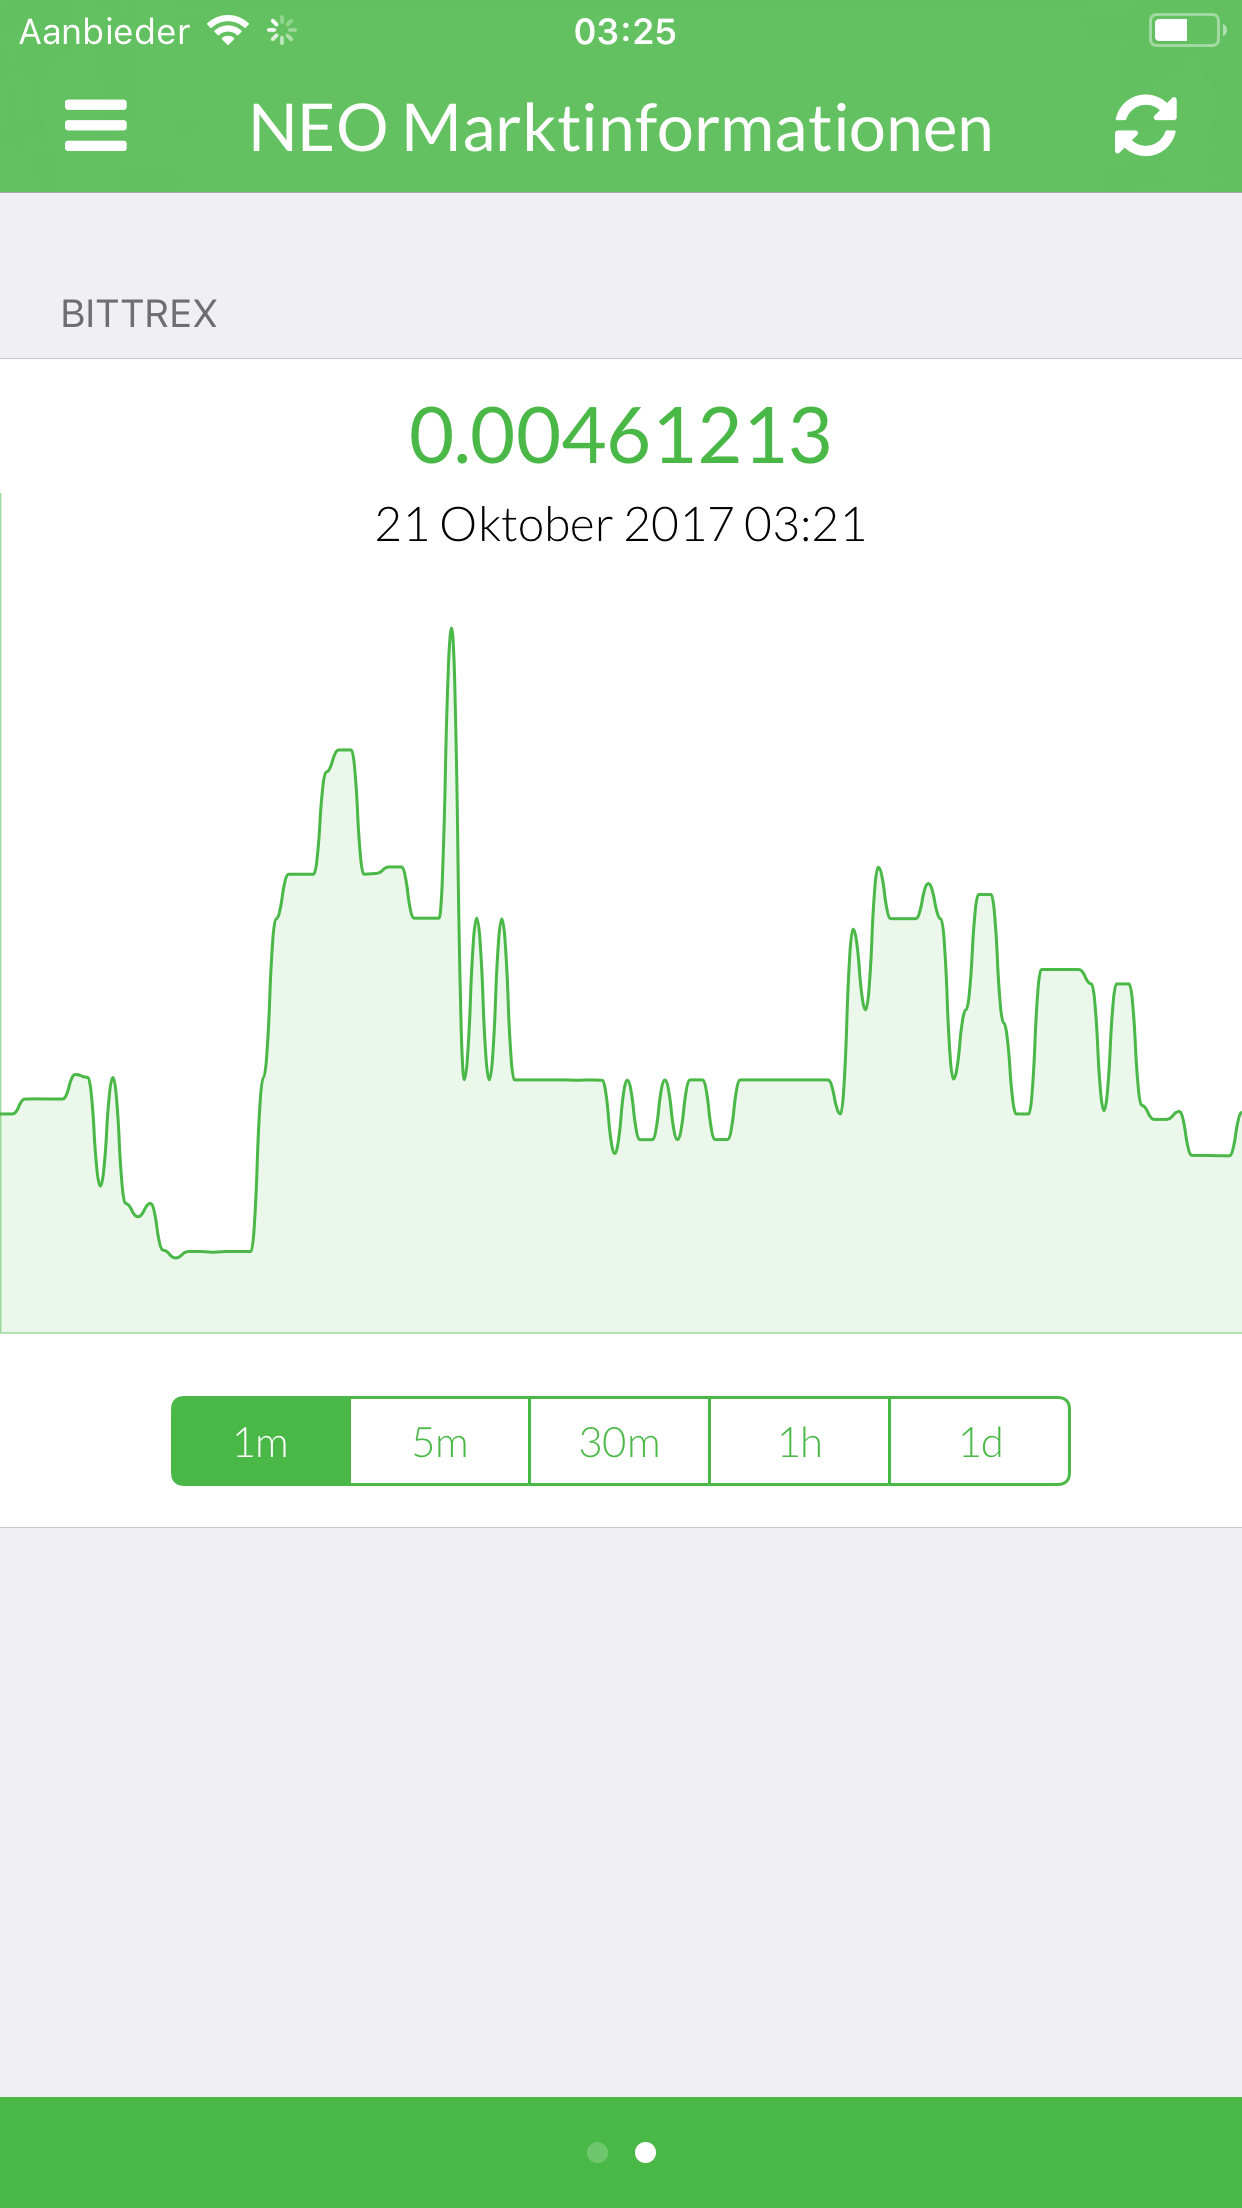 Aanbieder 03:25
NEO Marktinformationen
BITTREX
0.00461213
21 Oktober 2017 03:21
1m 5m 30m 1h 1d